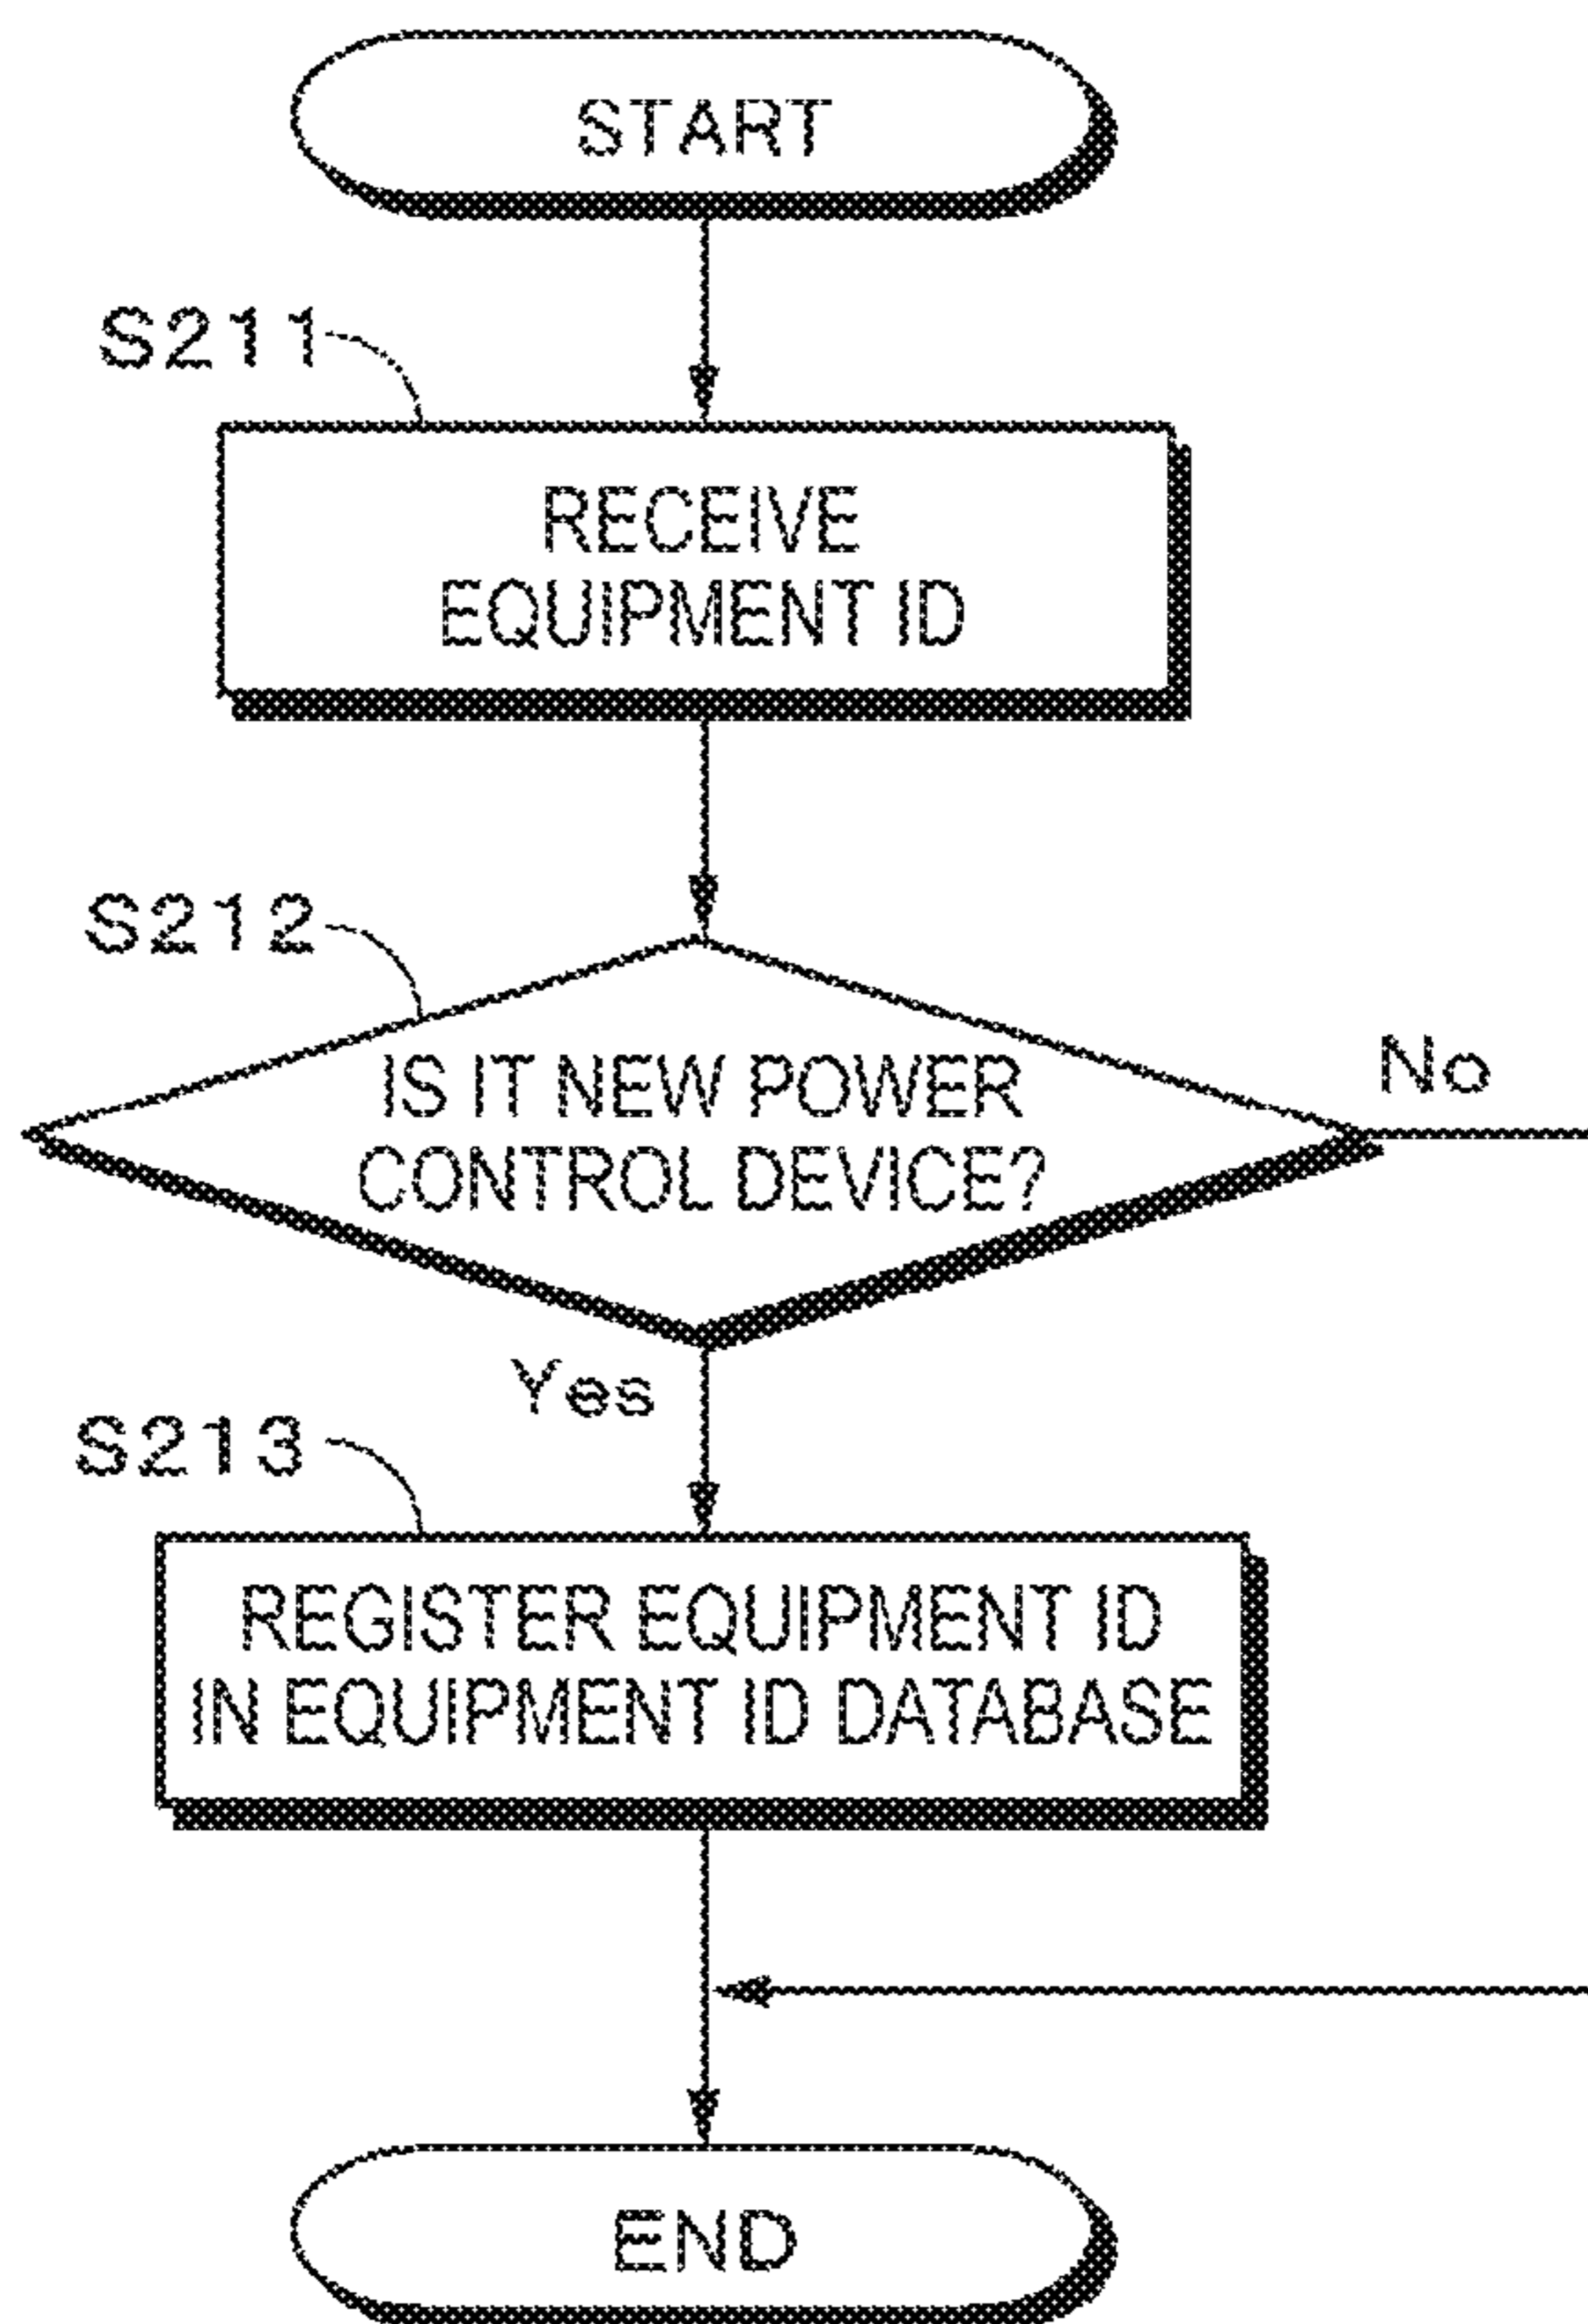 START
S211
RECEIVE
EQUIPMENT ID
S212
IS IT NEW POWER
CONTROL DEVICE?
No
Yes
S213
REGISTER EQUIPMENT ID
IN EQUIPMENT ID DATABASE
END